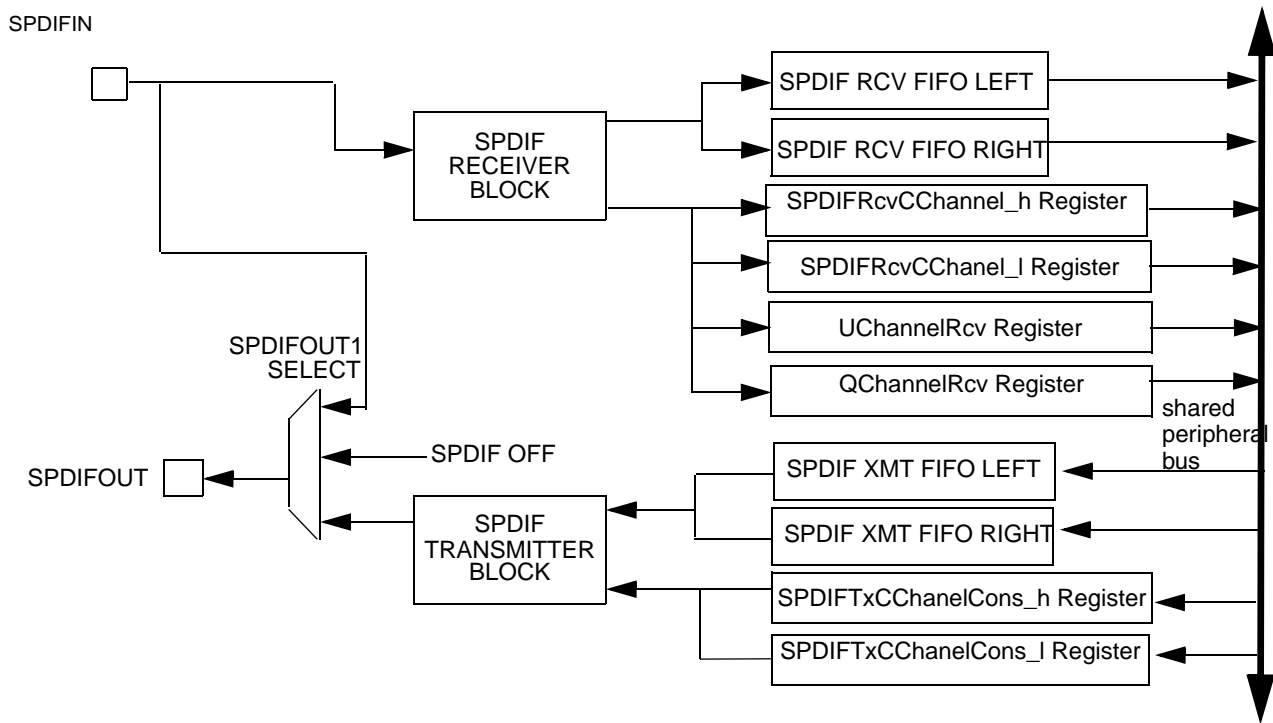 SPDIFIN
SPDIF RCV FIFO LEFT
SPDIF
RECEIVER
BLOCK
SPDIF RCV FIFO RIGHT
SPDIFRcvCChannel_h Register
SPDIFRcvCChanel_l Register
UChannelRcv Register
QChannelRcv Register
shared
peripheral
bus
SPDIFOUT1
SELECT
SPDIF OFF
SPDIFOUT
SPDIF
TRANSMITTER
BLOCK
SPDIF XMT FIFO LEFT
SPDIF XMT FIFO RIGHT
SPDIFTxCChanelCons_h Register
SPDIFTxCChanelCons_l Register